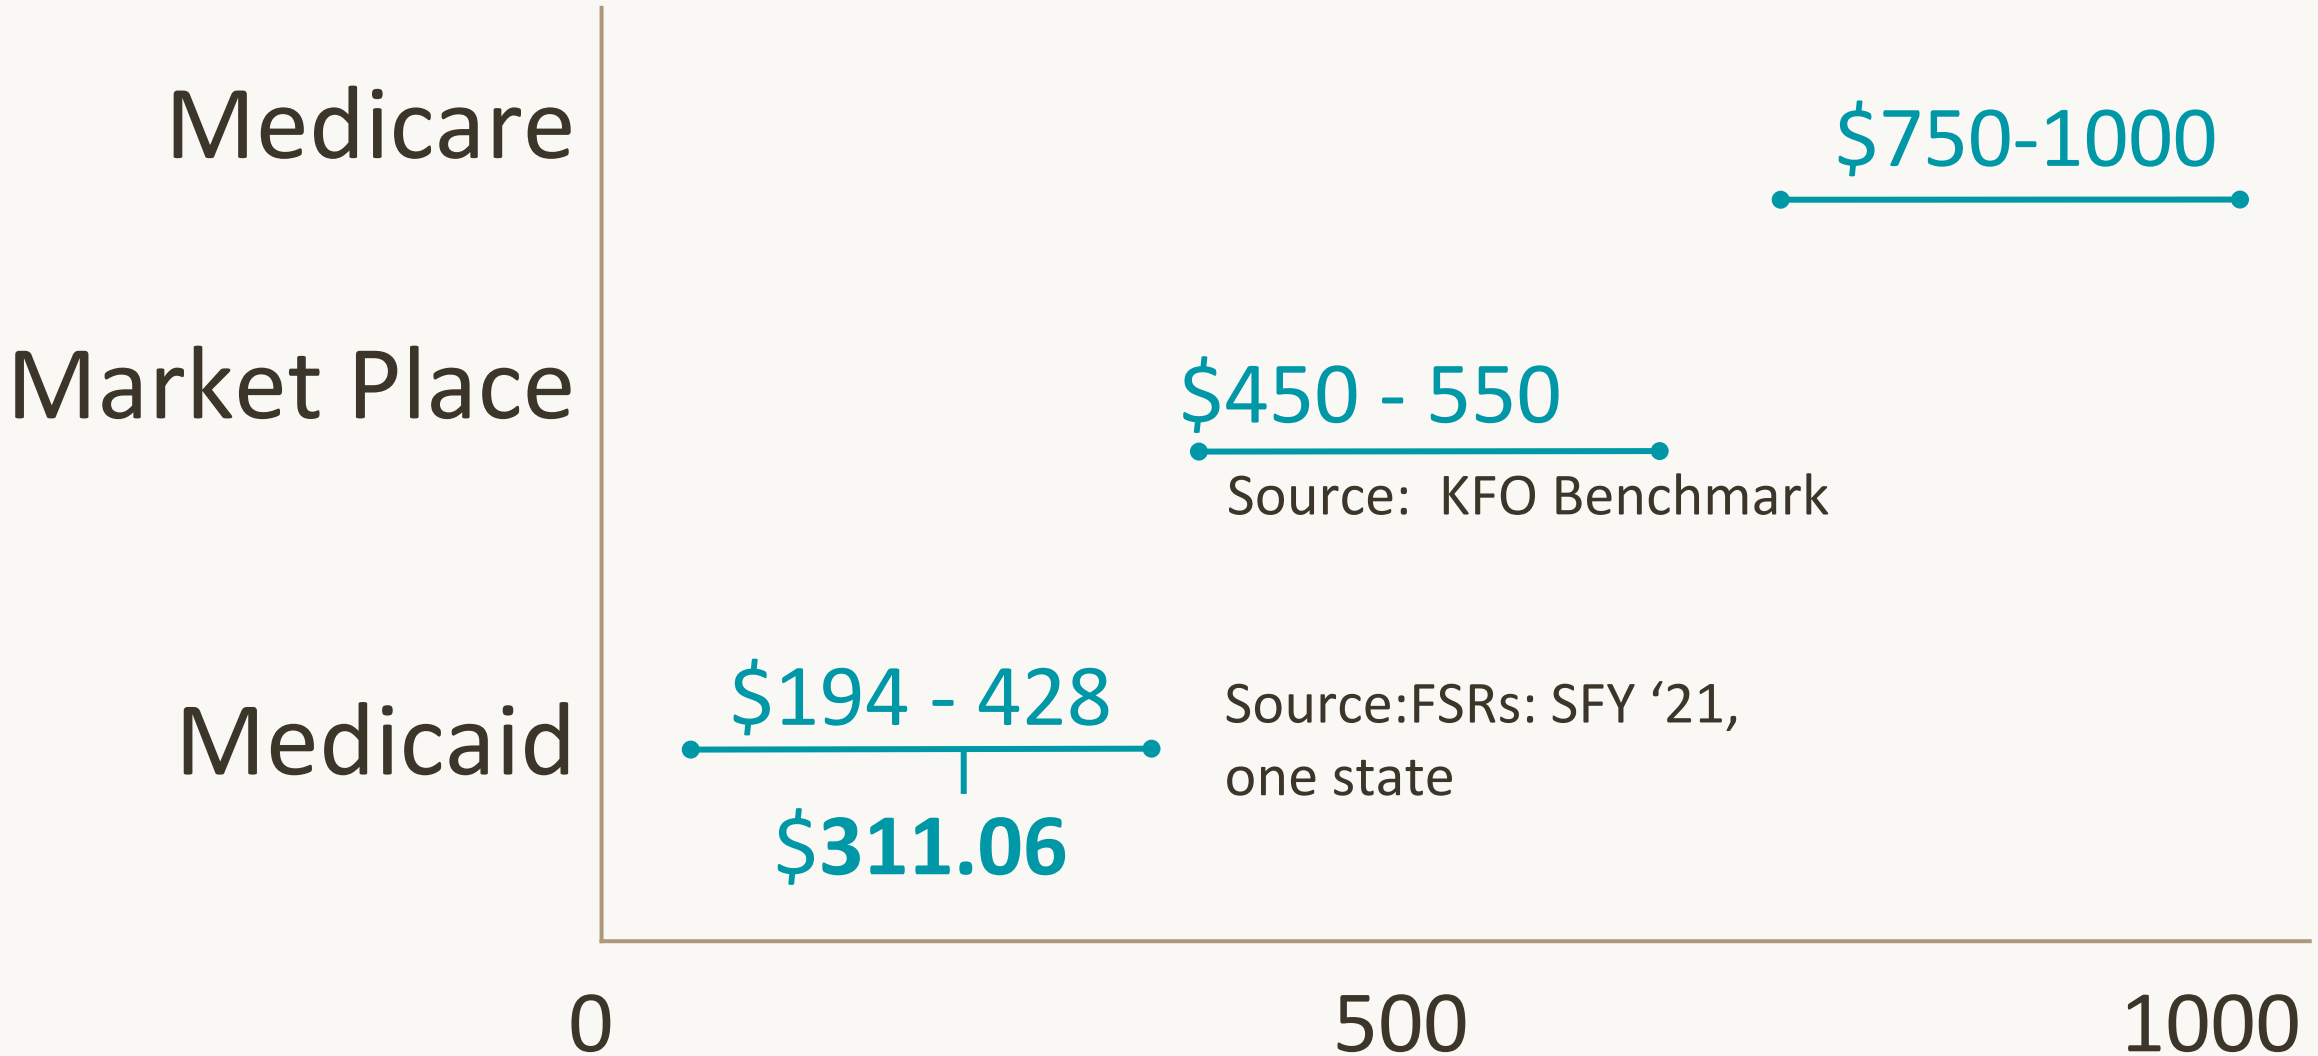 Medicare
$750-1000
Market Place
$450 - 550
Source:  KFO Benchmark
Medicaid
$194 - 428
$311.06
Source:FSRs: SFY ‘21,
one state
0
500
1000